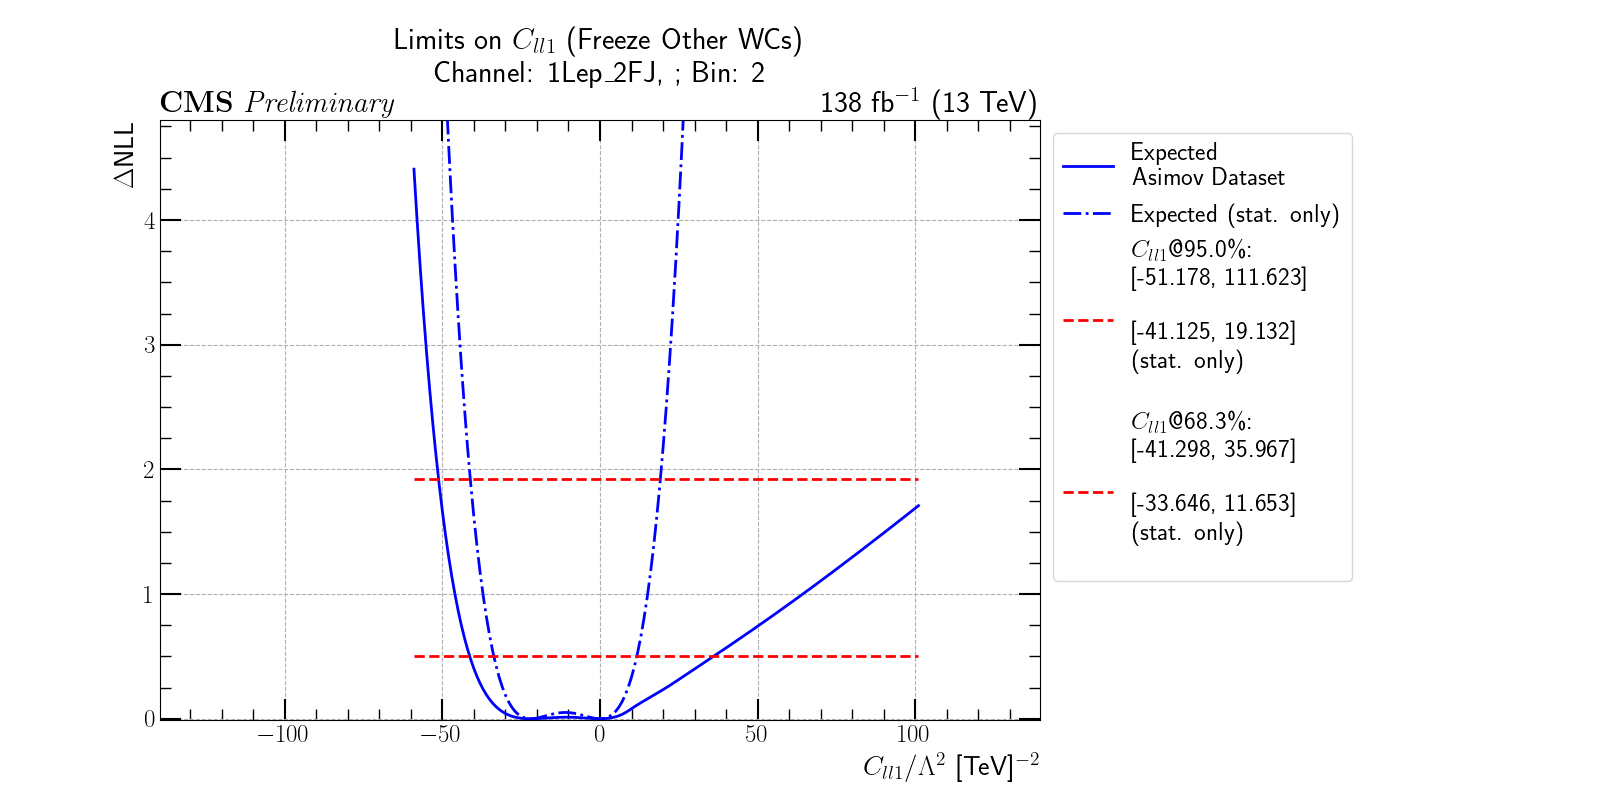 Limits on C_{ll1} (Freeze Other WCs)
Channel: 1Lep_2FJ, ; Bin: 2
CMS Preliminary
138 fb^{-1} (13 TeV)
ΔNLL
4
3
2
1
0
−100
−50
0
50
100
C_{ll1}/Λ^2 [TeV]^{-2}
Expected
Asimov Dataset
Expected (stat. only)
C_{ll1}@95.0%:
[-51.178, 111.623]
[-41.125, 19.132]
(stat. only)
C_{ll1}@68.3%:
[-41.298, 35.967]
[-33.646, 11.653]
(stat. only)